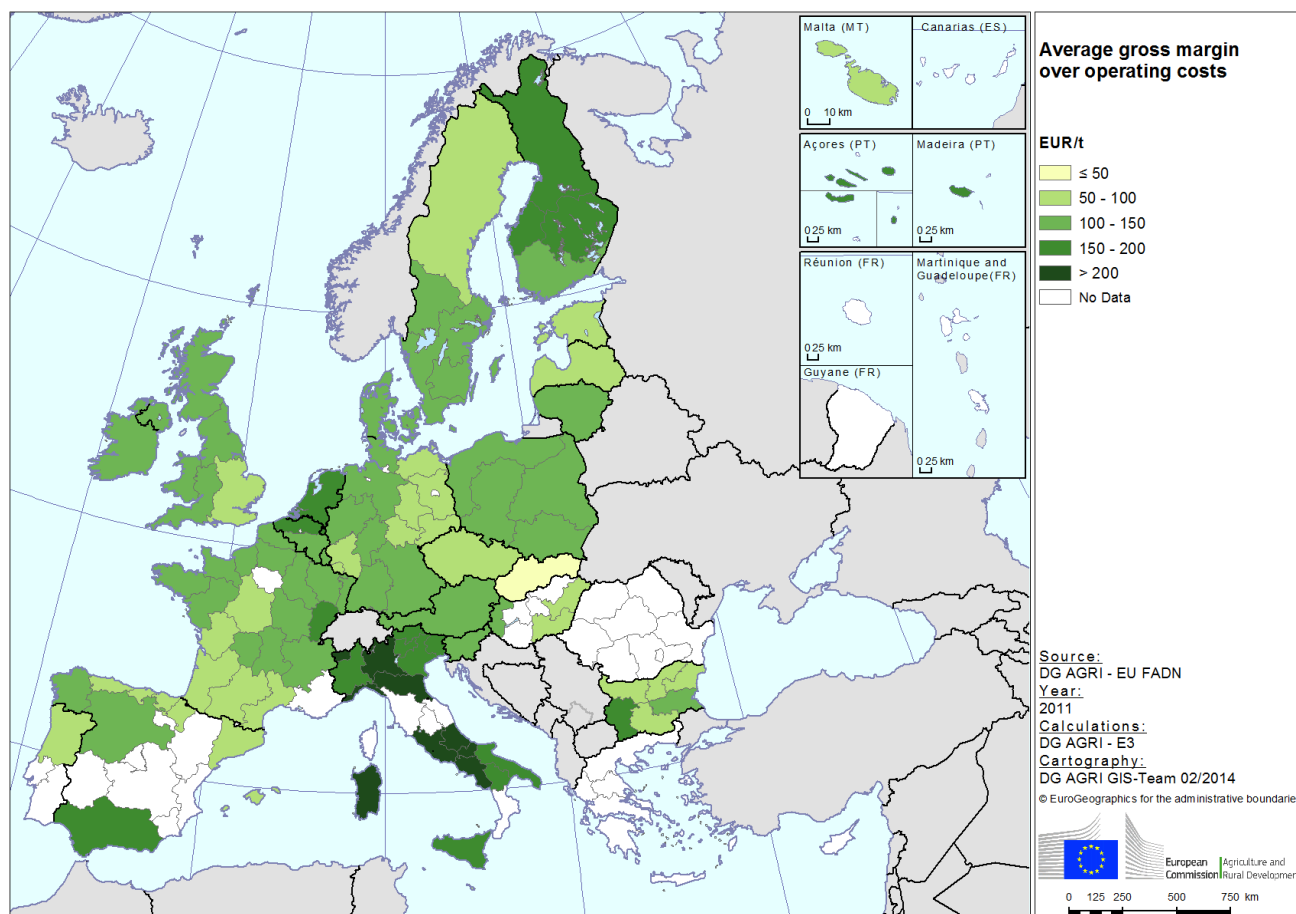 Malta (MT)
0 10 km
Canarias (ES)
Açores (PT)
0 25 km
Madeira (PT)
0 25 km
Réunion (FR)
0 25 km
Martinique and
Guadeloupe(FR)
0 25 km
Guyane (FR)
Average gross margin
over operating costs
EUR/t
≤ 50
50 - 100
100 - 150
150 - 200
> 200
No Data
Source:
DG AGRI - EU FADN
Year:
2011
Calculations:
DG AGRI - E3
Cartography:
DG AGRI GIS-Team 02/2014
© EuroGeographics for the administrative boundarie
European
Commission
Agriculture and
Rural Developmen
0 125 250 500 750 km